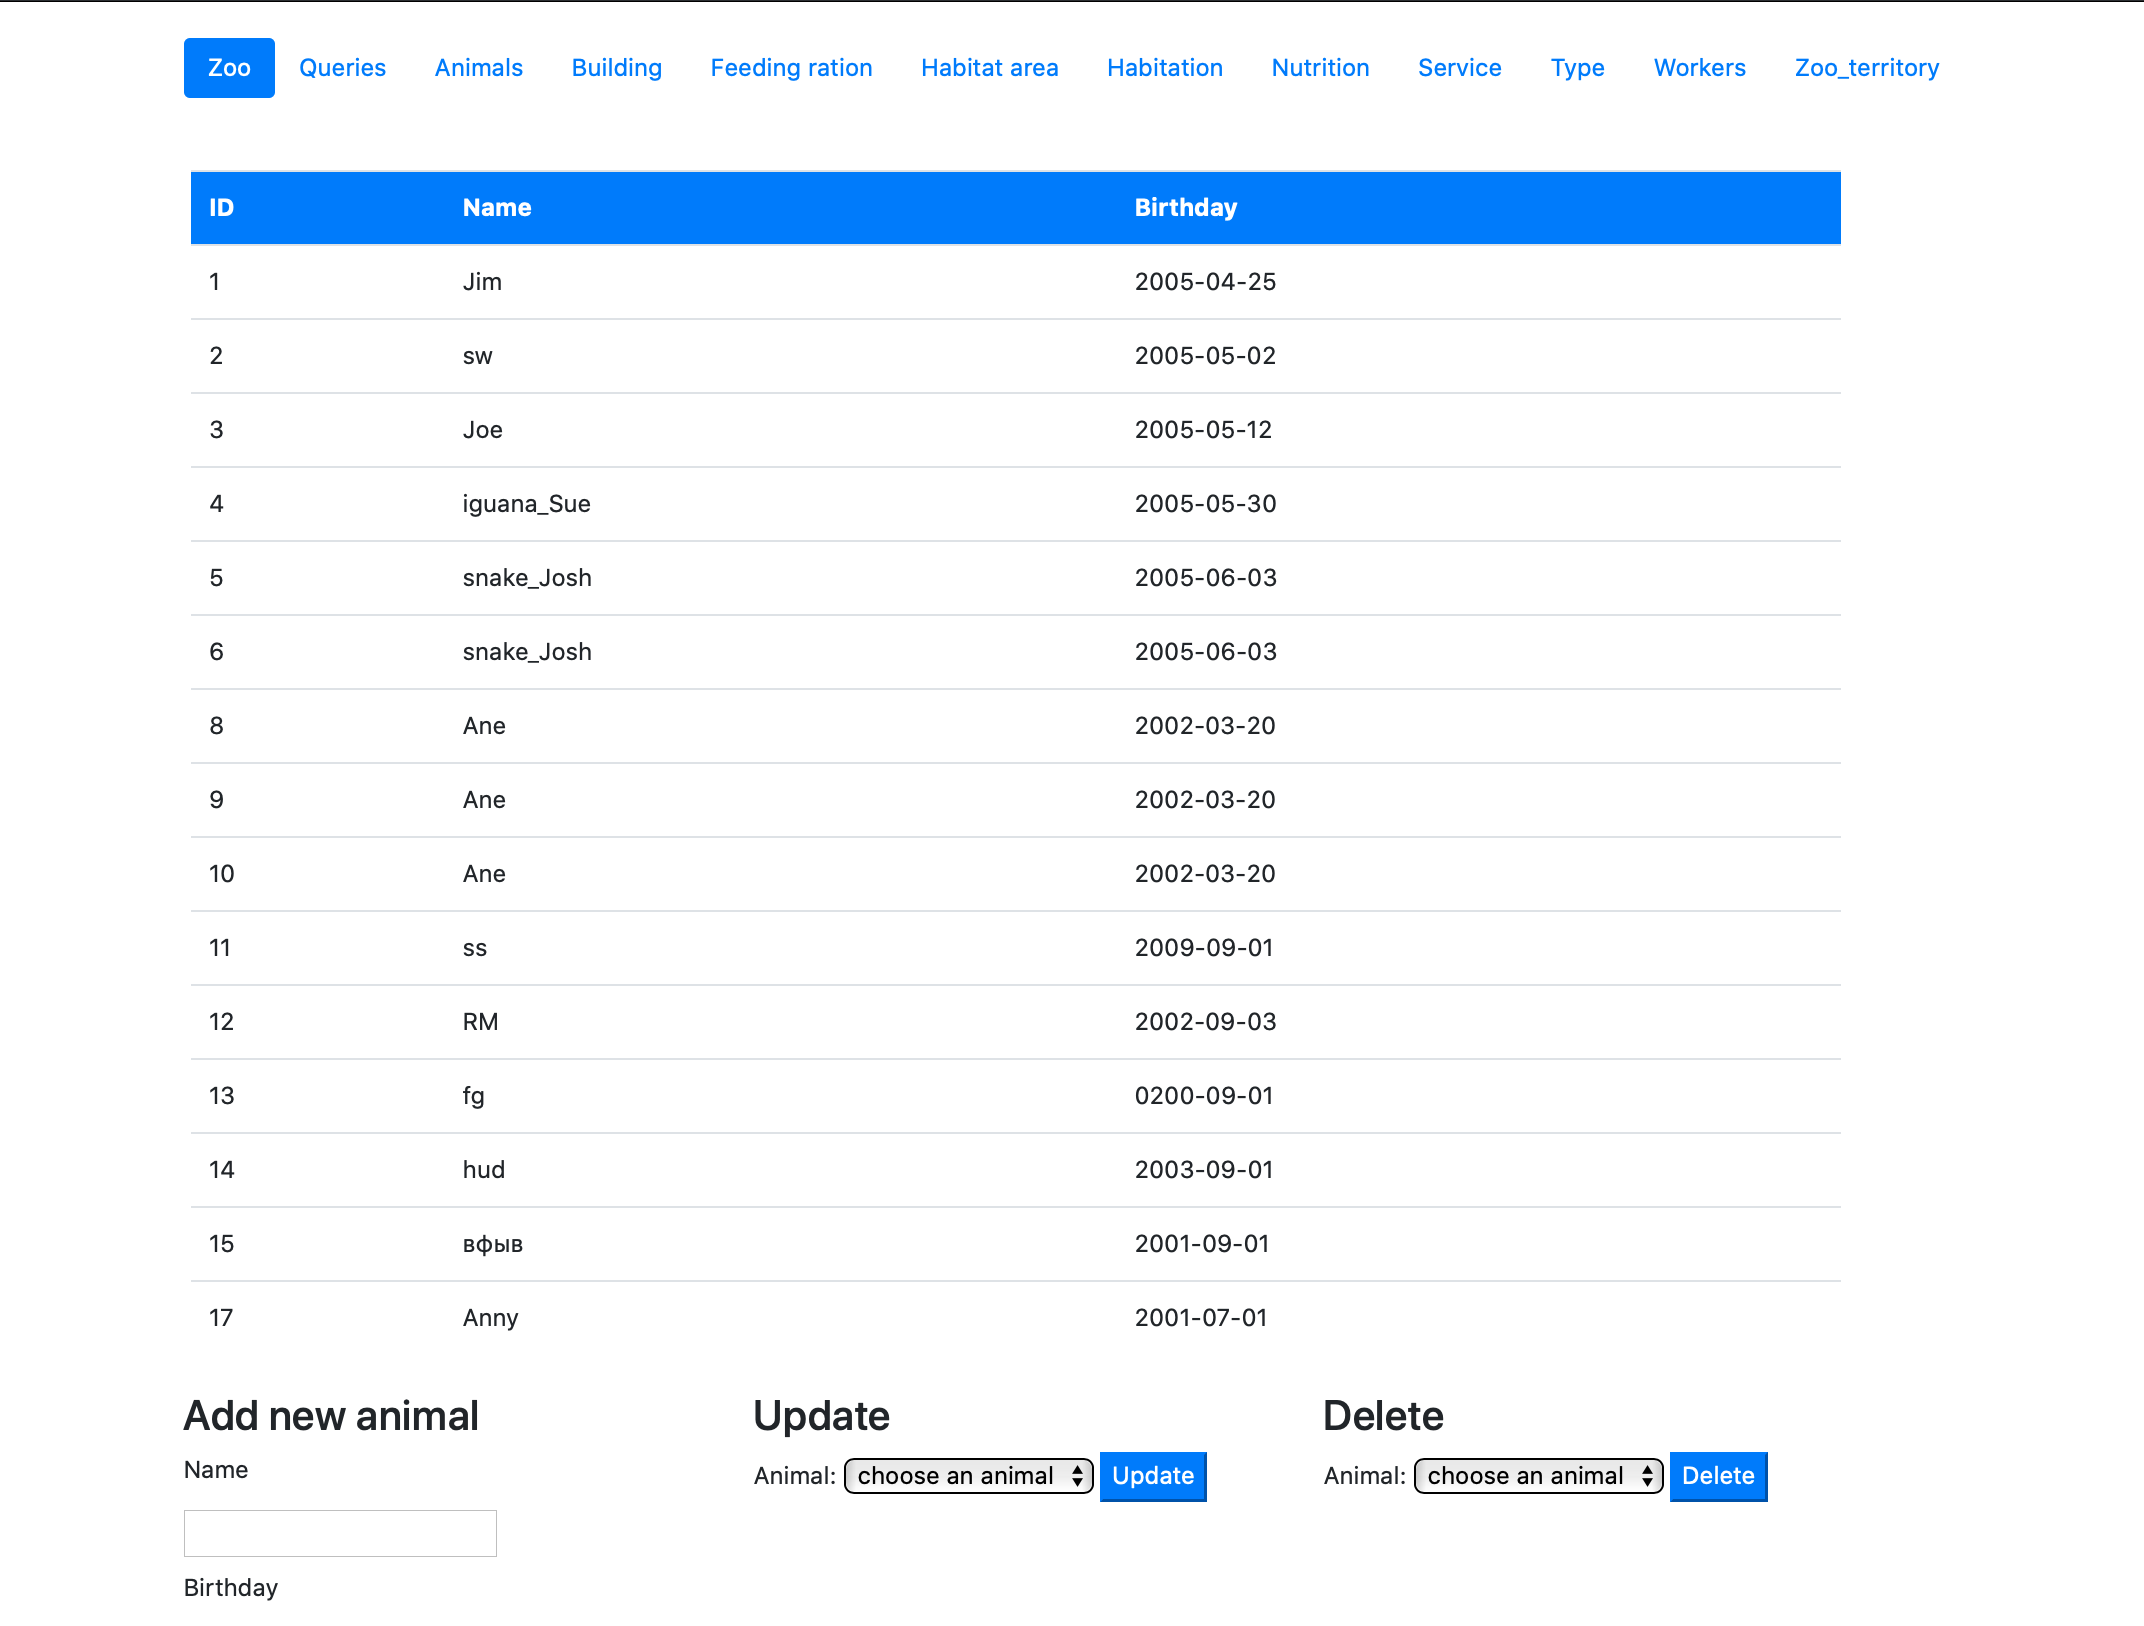 Zoo Queries Animals Building Feeding ration Habitat area Habitation Nutrition Service Type Workers Zoo_territory
ID Name Birthday
1 Jim 2005-04-25
2 sw 2005-05-02
3 Joe 2005-05-12
4 iguana_Sue 2005-05-30
5 snake_Josh 2005-06-03
6 snake_Josh 2005-06-03
8 Ane 2002-03-20
9 Ane 2002-03-20
10 Ane 2002-03-20
11 ss 2009-09-01
12 RM 2002-09-03
13 fg 0200-09-01
14 hud 2003-09-01
15 вфыв 2001-09-01
17 Anny 2001-07-01
Add new animal
Name
Birthday
Update
Animal: choose an animal Update
Delete
Animal: choose an animal Delete